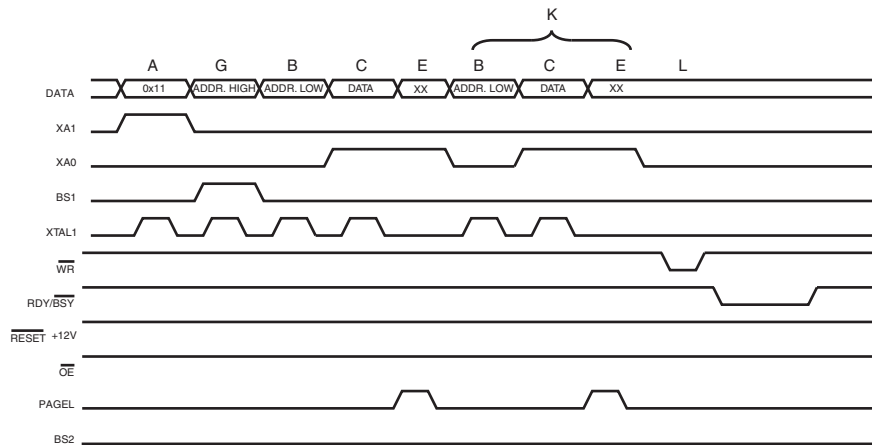 K
A G B C E B C E L
DATA 0x11 ADDR. HIGH ADDR. LOW DATA XX ADDR. LOW DATA XX
XA1
XA0
BS1
XTAL1
WR
RDY/BSY
RESET +12V
OE
PAGEL
BS2